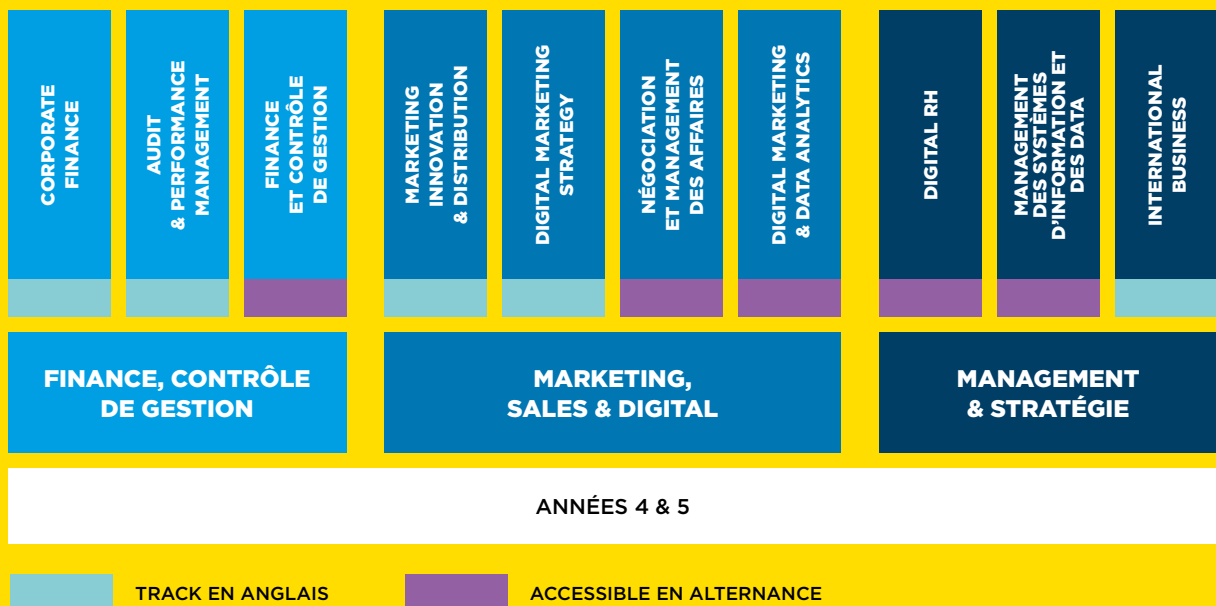 CORPORATE
FINANCE
AUDIT
& PERFORMANCE
MANAGEMENT
FINANCE
ET CONTRÔLE
DE GESTION
MARKETING
INNOVATION
& DISTRIBUTION
DIGITAL MARKETING
STRATEGY
NÉGOCIATION
ET MANAGEMENT
DES AFFAIRES
DIGITAL MARKETING
& DATA ANALYTICS
DIGITAL RH
MANAGEMENT
DES SYSTÈMES
D'INFORMATION ET
DES DATA
INTERNATIONAL
BUSINESS
FINANCE, CONTRÔLE
DE GESTION
MARKETING,
SALES & DIGITAL
MANAGEMENT
& STRATÉGIE
ANNÉES 4 & 5
TRACK EN ANGLAIS
ACCESSIBLE EN ALTERNANCE